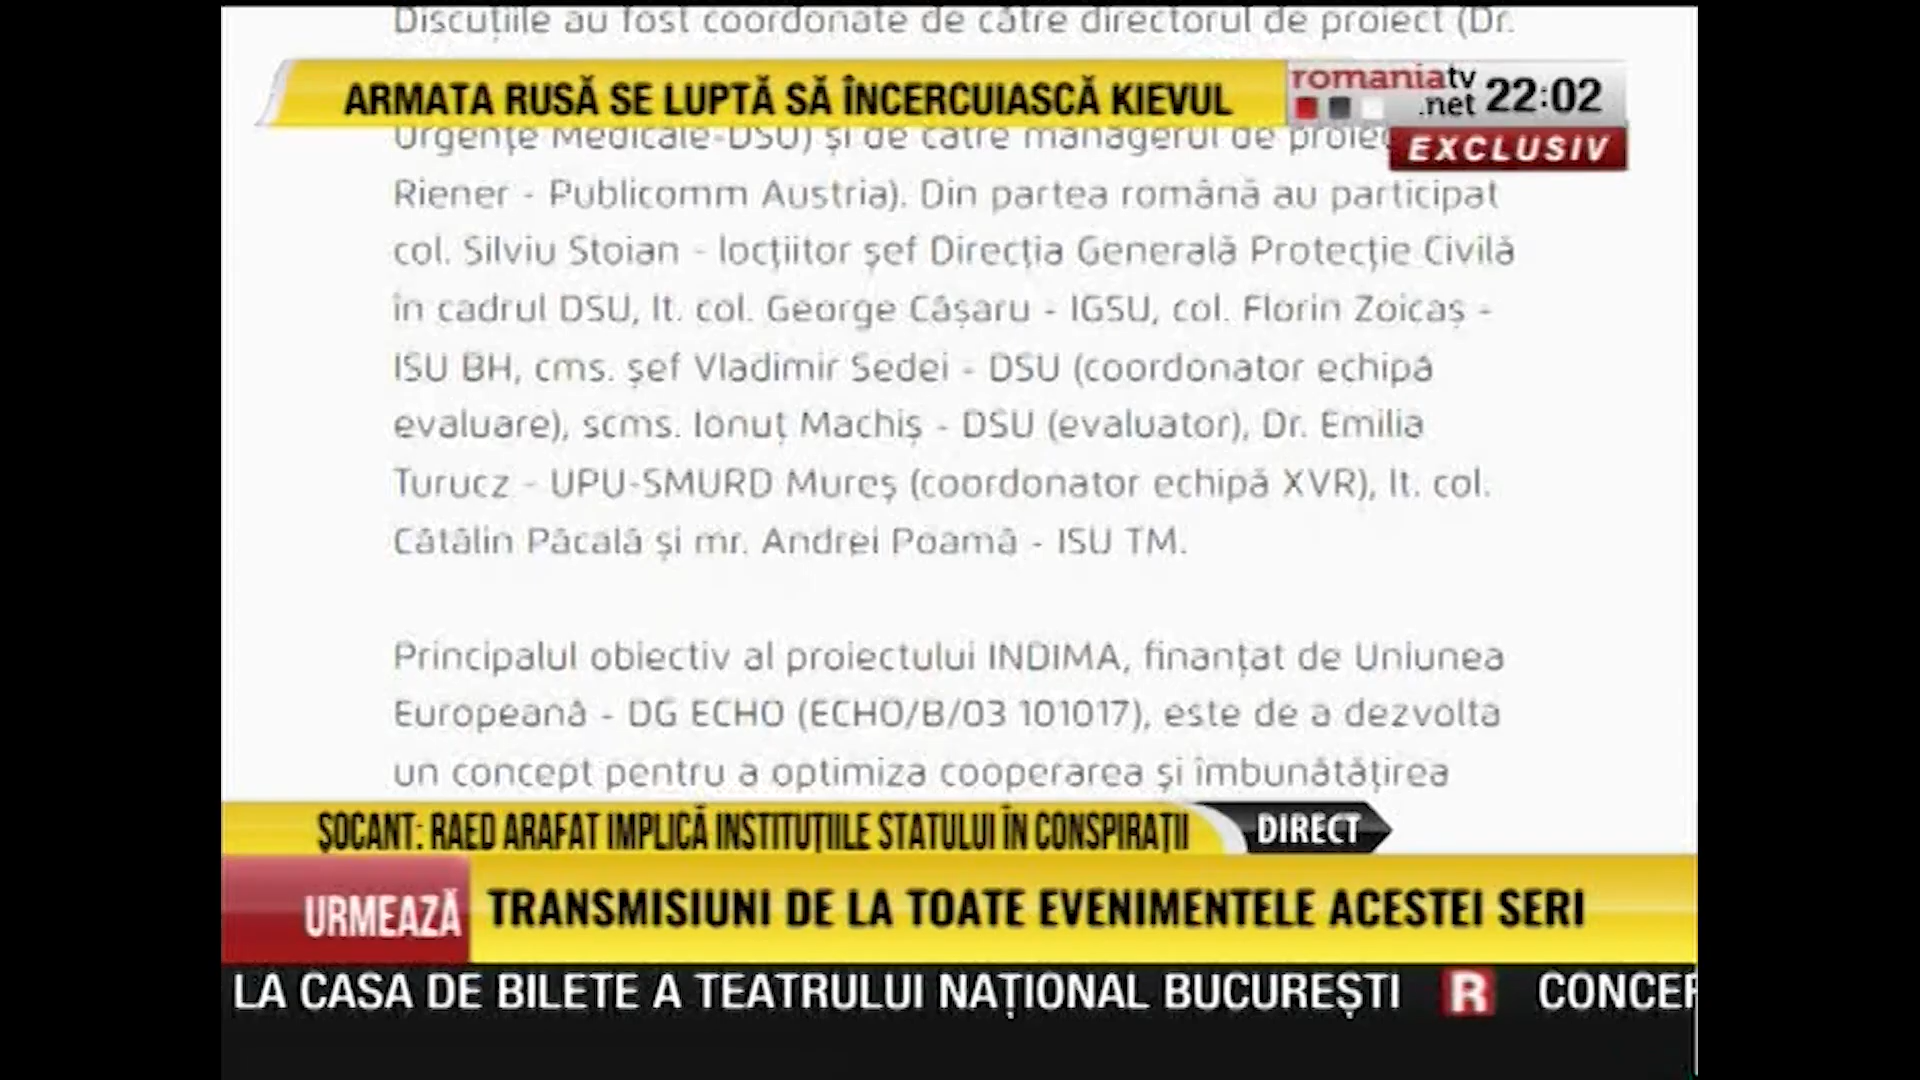 Discuțiile au fost coordonate de către directorul de proiect (Dr.
ARMATA RUSĂ SE LUPTĂ SĂ ÎNCERCUIASCĂ KIEVUL
romaniatv
.net
22:02
EXCLUSIV
Urgențe Medicale-DSU) și de către managerul de proiec
Riener - Publicomm Austria). Din partea română au participat
col. Silviu Stoian - locțiitor șef Direcția Generală Protecție Civilă
în cadrul DSU, lt. col. George Cășaru - IGSU, col. Florin Zoicaș -
ISU BH, cms. șef Vladimir Sedei - DSU (coordonator echipă
evaluare), scms. Ionuț Machiș - DSU (evaluator), Dr. Emilia
Turucz - UPU-SMURD Mureș (coordonator echipă XVR), lt. col.
Cătălin Păcală și mr. Andrei Poamă - ISU TM.
Principalul obiectiv al proiectului INDIMA, finanțat de Uniunea
Europeană - DG ECHO (ECHO/B/03 101017), este de a dezvolta
un concept pentru a optimiza cooperarea și îmbunătățirea
ȘOCANT: RAED ARAFAT IMPLICĂ INSTITUȚIILE STATULUI ÎN CONSPIRAȚII
DIRECT
URMEAZĂ
TRANSMISIUNI DE LA TOATE EVENIMENTELE ACESTEI SERI
LA CASA DE BILETE A TEATRULUI NAȚIONAL BUCUREȘTI R CONCER